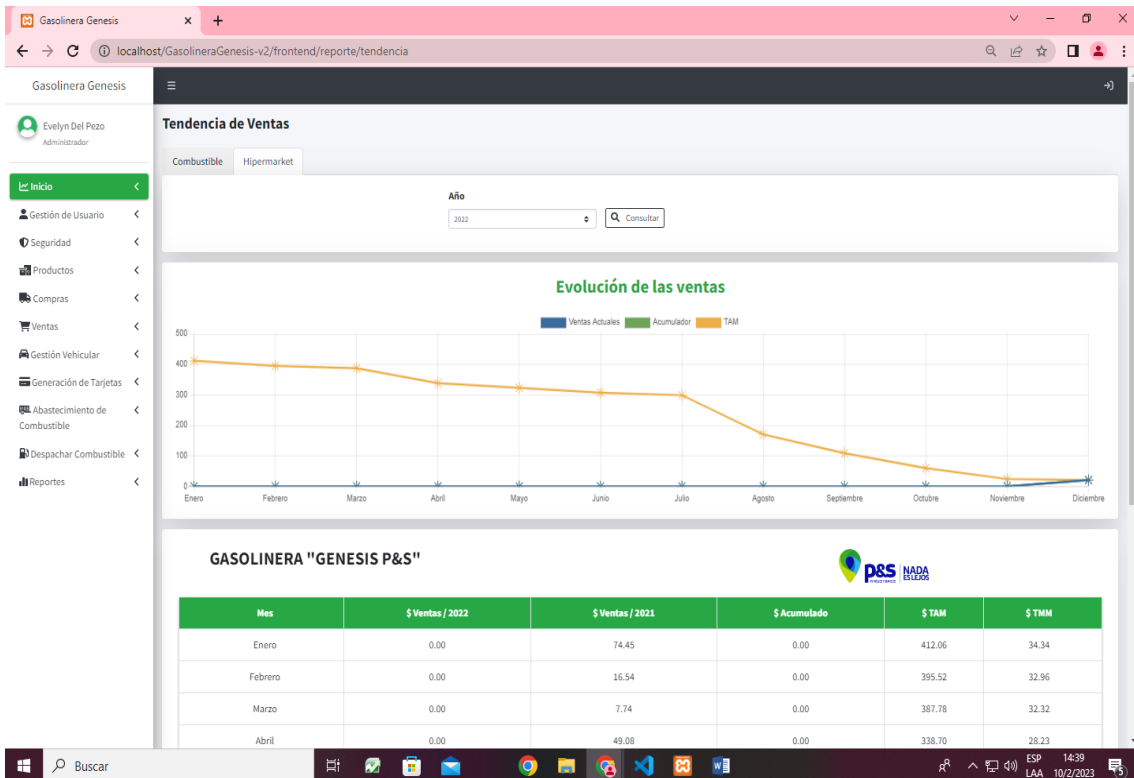 Gasolinera Genesis
localhost/GasolineraGenesis-v2/frontend/reporte/tendencia
Gasolinera Genesis
Evelyn Del Pezo
Administrador
Inicio
Gestión de Usuario
Seguridad
Productos
Compras
Ventas
Gestión Vehicular
Generación de Tarjetas
Abastecimiento de
Combustible
Despachar Combustible
Reportes
Tendencia de Ventas
Combustible Hipermarket
Año
2022 Consultar
Evolución de las ventas
Ventas Actuales Acumulador TAM
500
400
300
200
100
0
Enero Febrero Marzo Abril Mayo Junio Julio Agosto Septiembre Octubre Noviembre Diciembre
GASOLINERA "GENESIS P&S"
P&S NADA
ES LEJOS
Mes $ Ventas / 2022 $ Ventas / 2021 $ Acumulado $ TAM $ TMM
Enero 0.00 74.45 0.00 412.06 34.34
Febrero 0.00 16.54 0.00 395.52 32.96
Marzo 0.00 7.74 0.00 387.78 32.32
Abril 0.00 49.08 0.00 338.70 28.23
Buscar
ESP 14:39
LAA 10/2/2023
5